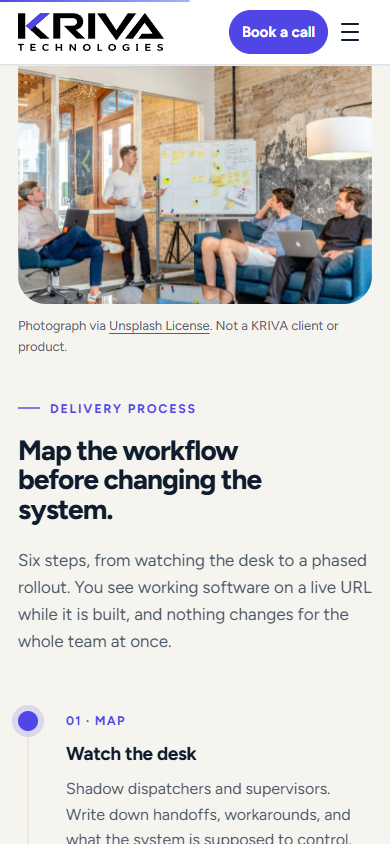 KRIVA
TECHNOLOGIES
Book a call
Photograph via Unsplash License. Not a KRIVA client or
product.
DELIVERY PROCESS
Map the workflow
before changing the
system.
Six steps, from watching the desk to a phased
rollout. You see working software on a live URL
while it is built, and nothing changes for the
whole team at once.
01 · MAP
Watch the desk
Shadow dispatchers and supervisors.
Write down handoffs, workarounds, and
what the system is supposed to control.